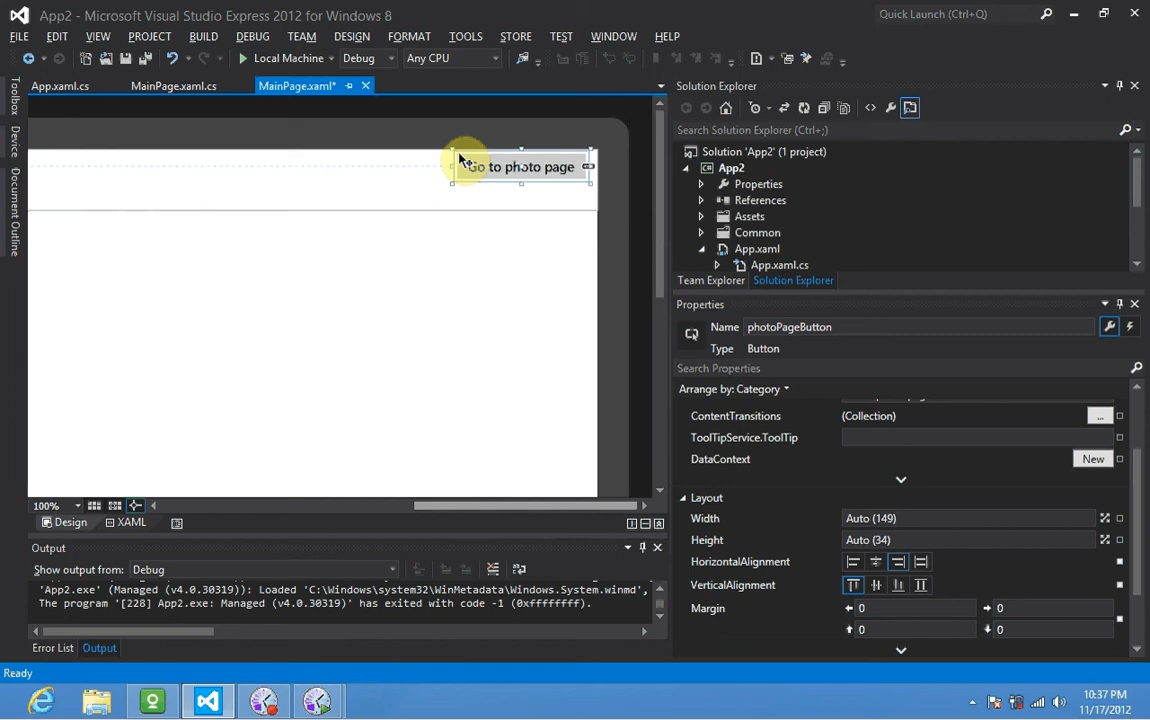 App2 - Microsoft Visual Studio Express 2012 for Windows 8
Quick Launch (Ctrl+Q)
FILE EDIT VIEW PROJECT BUILD DEBUG TEAM DESIGN FORMAT TOOLS STORE TEST WINDOW HELP
Local Machine Debug Any CPU
App.xaml.cs MainPage.xaml.cs MainPage.xaml*
Toolbox
Device
Document Outline
Go to photo page
100%
Design XAML
Output
Show output from: Debug
'App2.exe' (Managed (v4.0.30319)): Loaded 'C:\Windows\system32\WinMetadata\Windows.System.winmd',
The program '[228] App2.exe: Managed (v4.0.30319)' has exited with code -1 (0xffffffff).
Error List Output
Solution Explorer
Search Solution Explorer (Ctrl+;)
Solution 'App2' (1 project)
App2
Properties
References
Assets
Common
App.xaml
App.xaml.cs
Team Explorer Solution Explorer
Properties
Name photoPageButton
Type Button
Search Properties
Arrange by: Category
ContentTransitions (Collection) ...
ToolTipService.ToolTip
DataContext New
Layout
Width Auto (149)
Height Auto (34)
HorizontalAlignment
VerticalAlignment
Margin 0 0
0 0
Ready
10:37 PM
11/17/2012